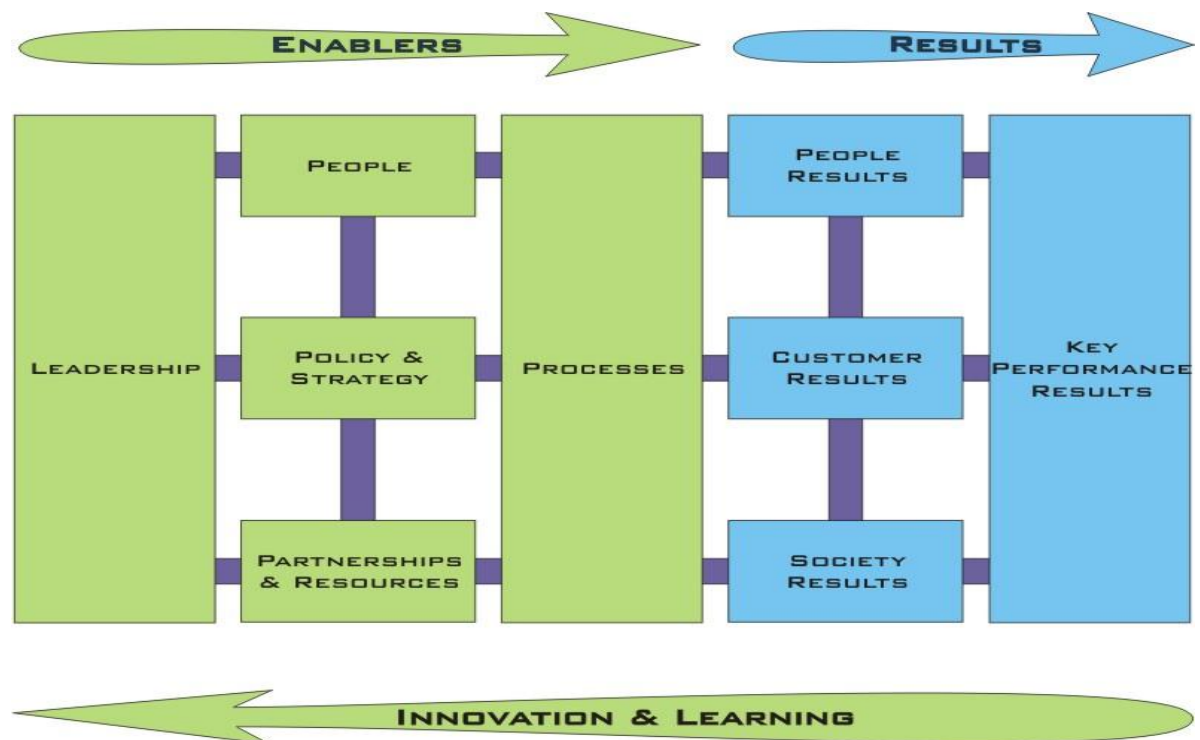 ENABLERS
RESULTS
LEADERSHIP
PEOPLE
POLICY &
STRATEGY
PARTNERSHIPS
& RESOURCES
PROCESSES
PEOPLE
RESULTS
CUSTOMER
RESULTS
SOCIETY
RESULTS
KEY
PERFORMANCE
RESULTS
INNOVATION & LEARNING